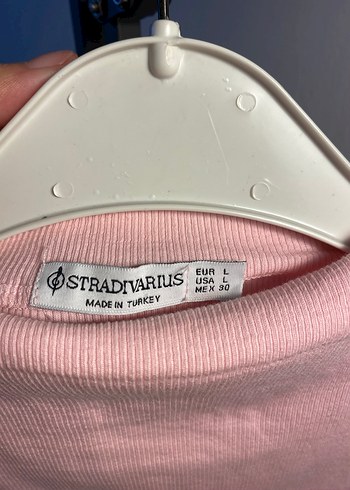 STRADIVARIUS
MADE IN TURKEY
EUR L
USA L
MEX 30